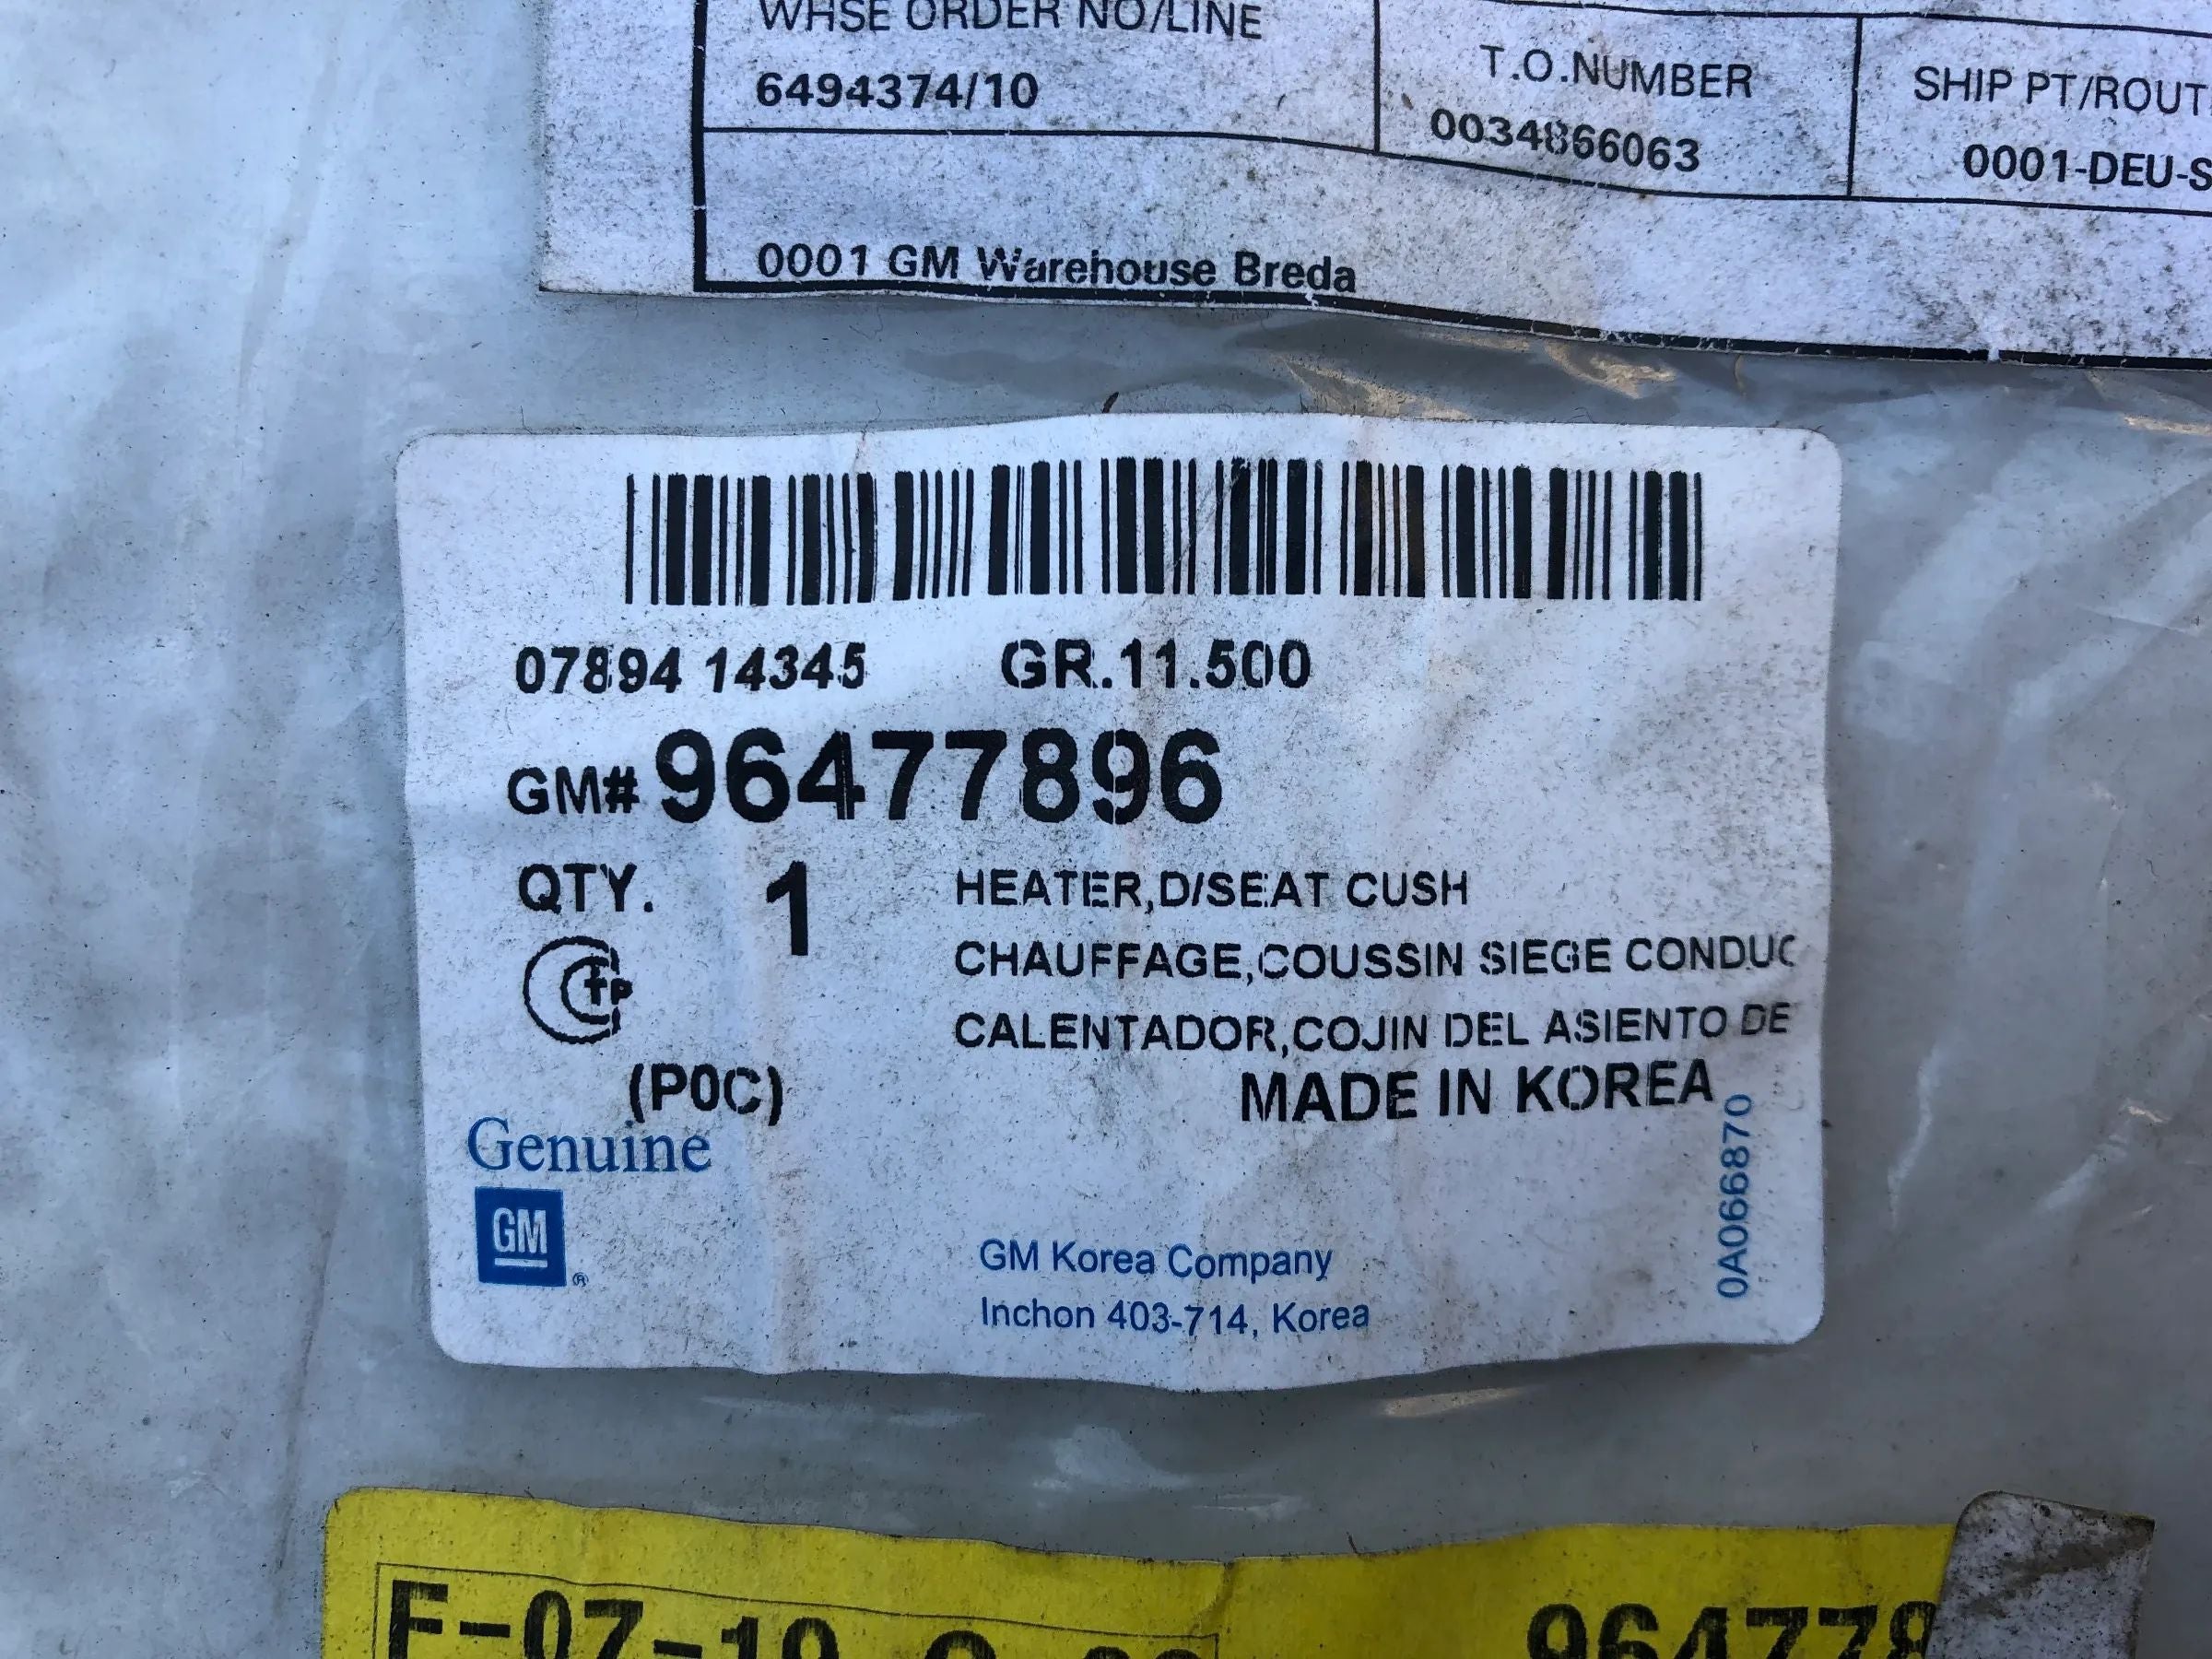 WHSE ORDER NO/LINE
6494374/10
T.O.NUMBER
0034866063
SHIP PT/ROUT
0001-DEU-S
0001 GM Warehouse Breda
07894 14345 GR.11.500
GM# 96477896
QTY. 1
HEATER,D/SEAT CUSH
CHAUFFAGE,COUSSIN SIEGE CONDUC
CALENTADOR,COJIN DEL ASIENTO DE
(P0C)
MADE IN KOREA
Genuine
GM ®
0A066870
GM Korea Company
Inchon 403-714, Korea
964778